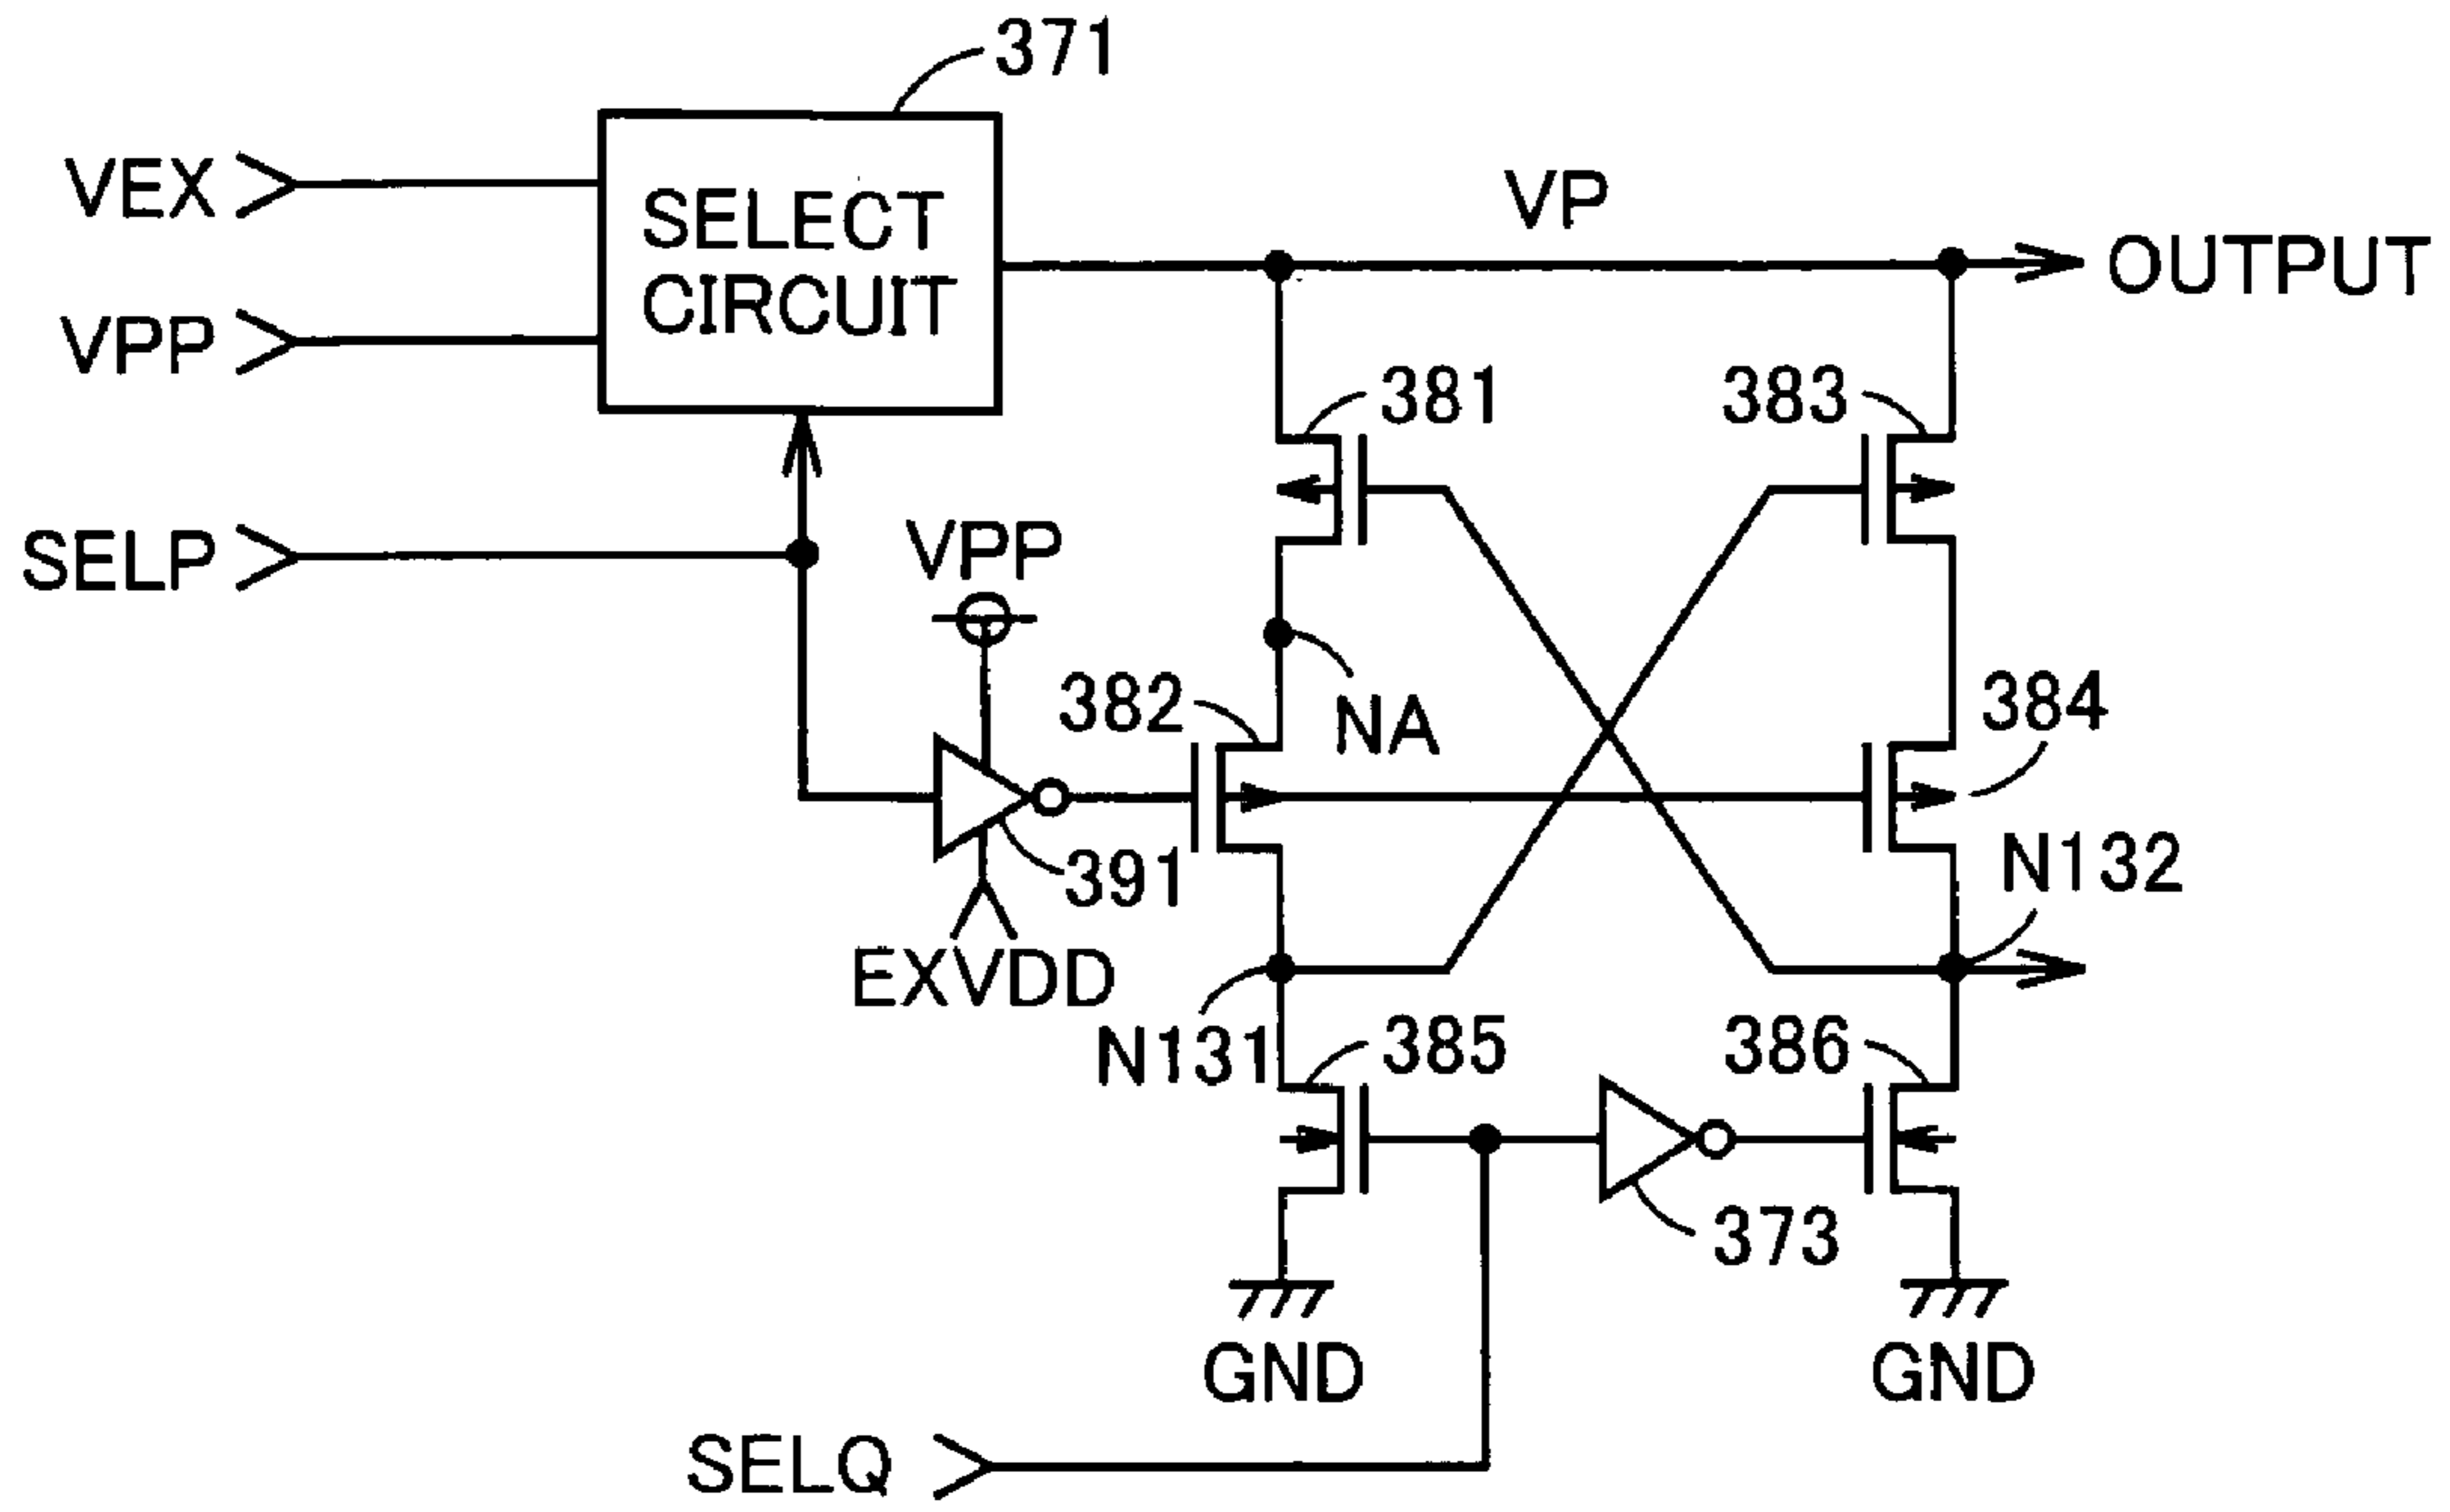 371
VEX
SELECT
CIRCUIT
VP
OUTPUT
VPP
381
383
SELP
VPP
382
NA
384
391
N132
EXVDD
N131
385
386
373
GND
GND
SELQ